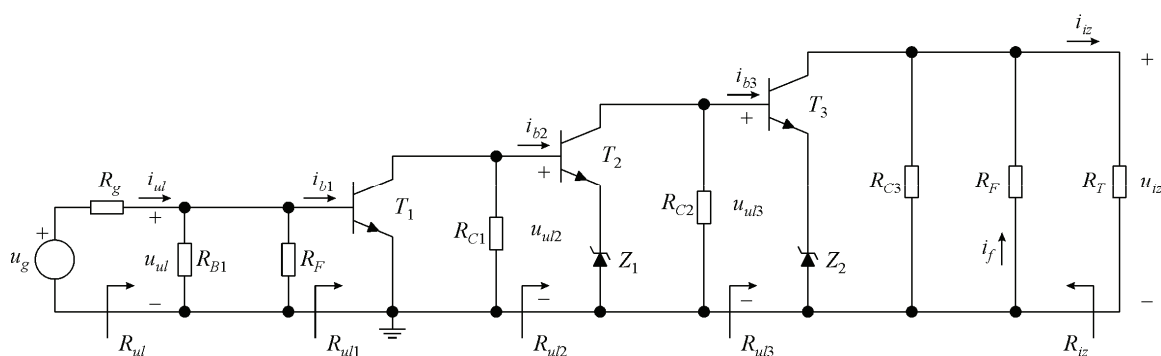 i_iz
+
i_b3
+
T_3
i_b2
+
T_2
R_g
i_ul
+
i_b1
T_1
R_C1
u_ul2
R_C2
u_ul3
R_C3
R_F
R_T
u_iz
+
u_g
u_ul
R_B1
R_F
Z_1
Z_2
i_f
−
−
−
−
R_ul
R_ul1
R_ul2
R_ul3
R_iz